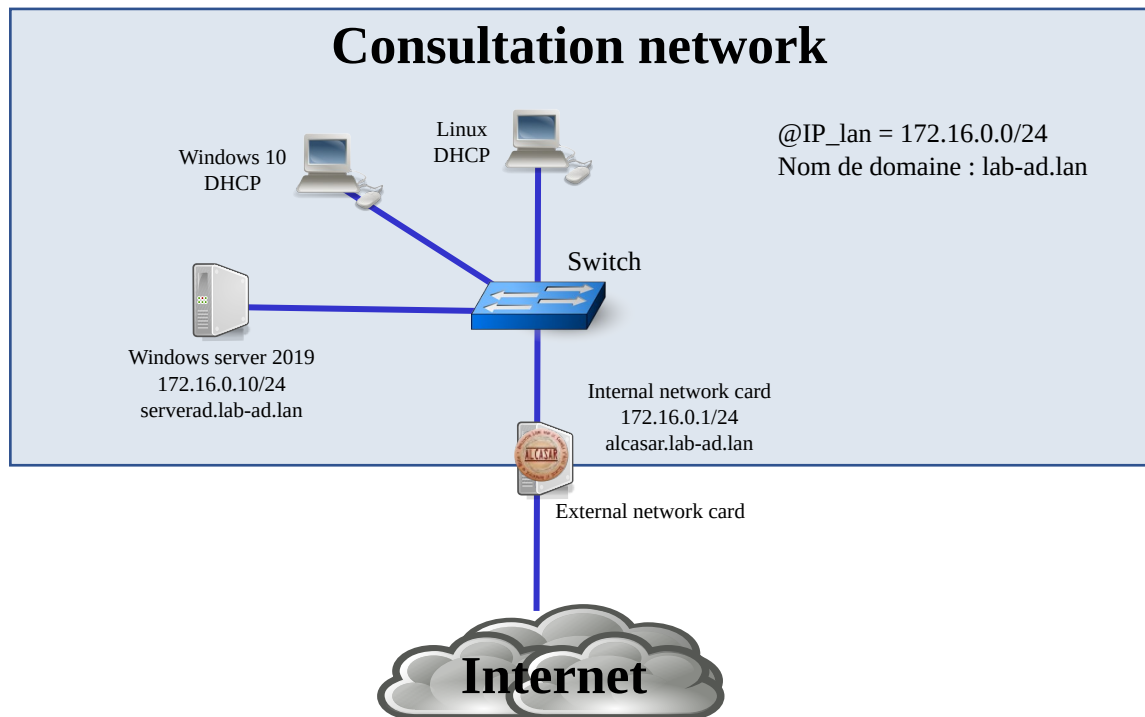 Consultation network
Linux
DHCP
@IP_lan = 172.16.0.0/24
Nom de domaine : lab-ad.lan
Windows 10
DHCP
Switch
Windows server 2019
172.16.0.10/24
serverad.lab-ad.lan
Internal network card
172.16.0.1/24
alcasar.lab-ad.lan
ALCASAR
External network card
Internet